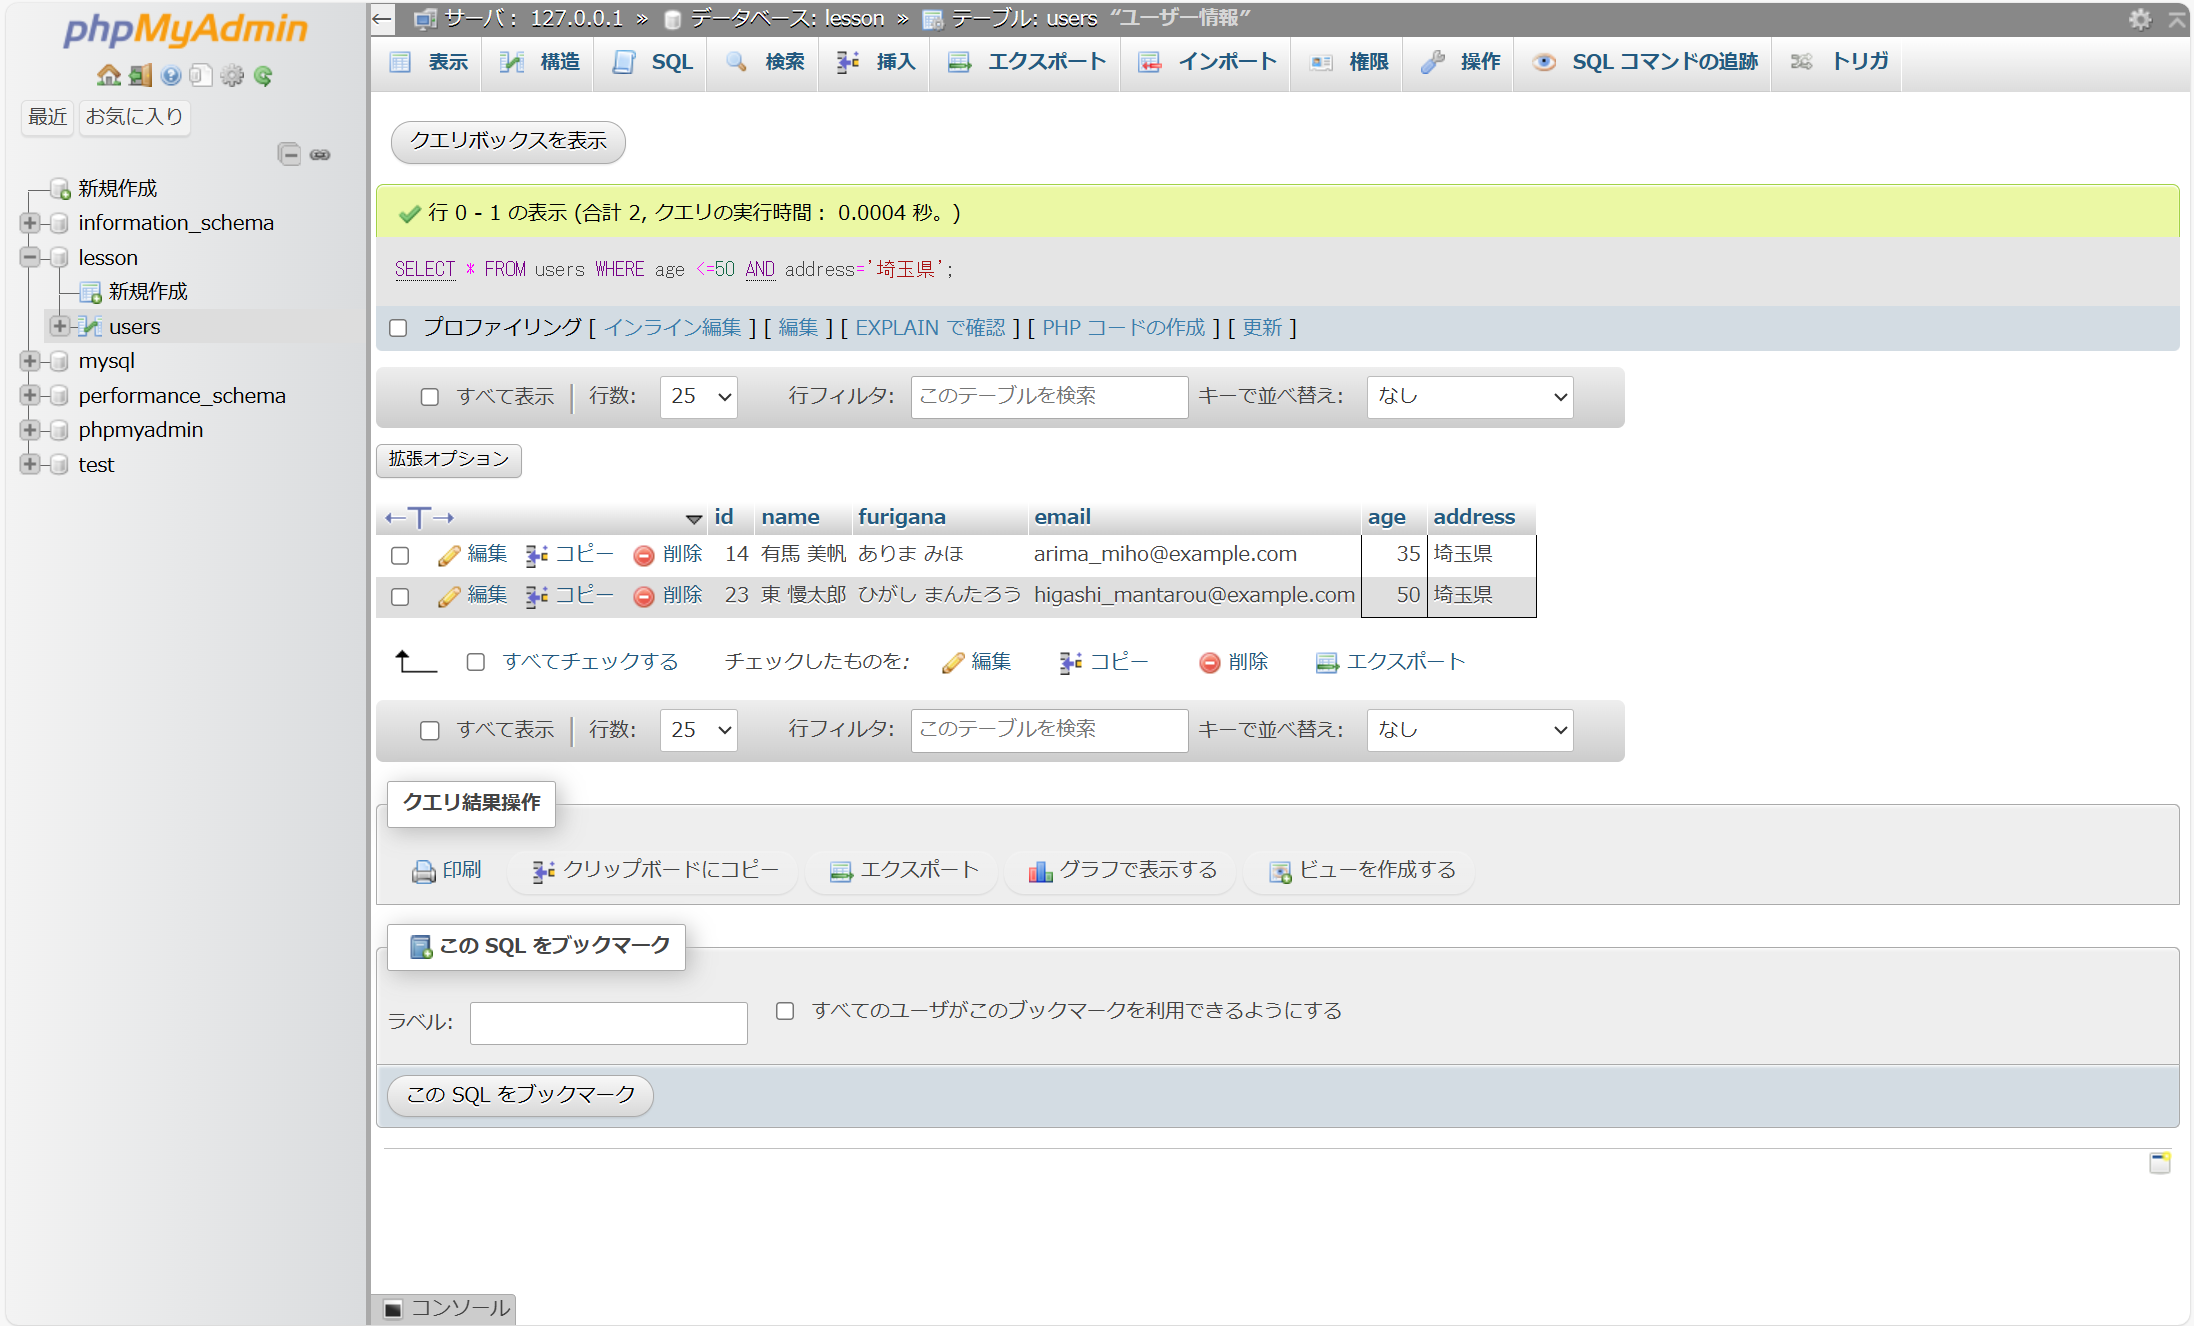 phpMyAdmin
最近 お気に入り
新規作成
information_schema
lesson
新規作成
users
mysql
performance_schema
phpmyadmin
test
サーバ: 127.0.0.1 » データベース: lesson » テーブル: users “ユーザー情報”
表示 構造 SQL 検索 挿入 エクスポート インポート 権限 操作 SQL コマンドの追跡 トリガ
クエリボックスを表示
行 0 - 1 の表示 (合計 2, クエリの実行時間: 0.0004 秒。)
SELECT * FROM users WHERE age <=50 AND address='埼玉県';
プロファイリング [ インライン編集 ] [ 編集 ] [ EXPLAIN で確認 ] [ PHP コードの作成 ] [ 更新 ]
すべて表示 行数: 25 行フィルタ: このテーブルを検索 キーで並べ替え: なし
拡張オプション
←T→ id name furigana email age address
編集 コピー 削除 14 有馬 美帆 ありま みほ arima_miho@example.com 35 埼玉県
編集 コピー 削除 23 東 慢太郎 ひがし まんたろう higashi_mantarou@example.com 50 埼玉県
すべてチェックする チェックしたものを: 編集 コピー 削除 エクスポート
すべて表示 行数: 25 行フィルタ: このテーブルを検索 キーで並べ替え: なし
クエリ結果操作
印刷 クリップボードにコピー エクスポート グラフで表示する ビューを作成する
この SQL をブックマーク
ラベル: すべてのユーザがこのブックマークを利用できるようにする
この SQL をブックマーク
コンソール